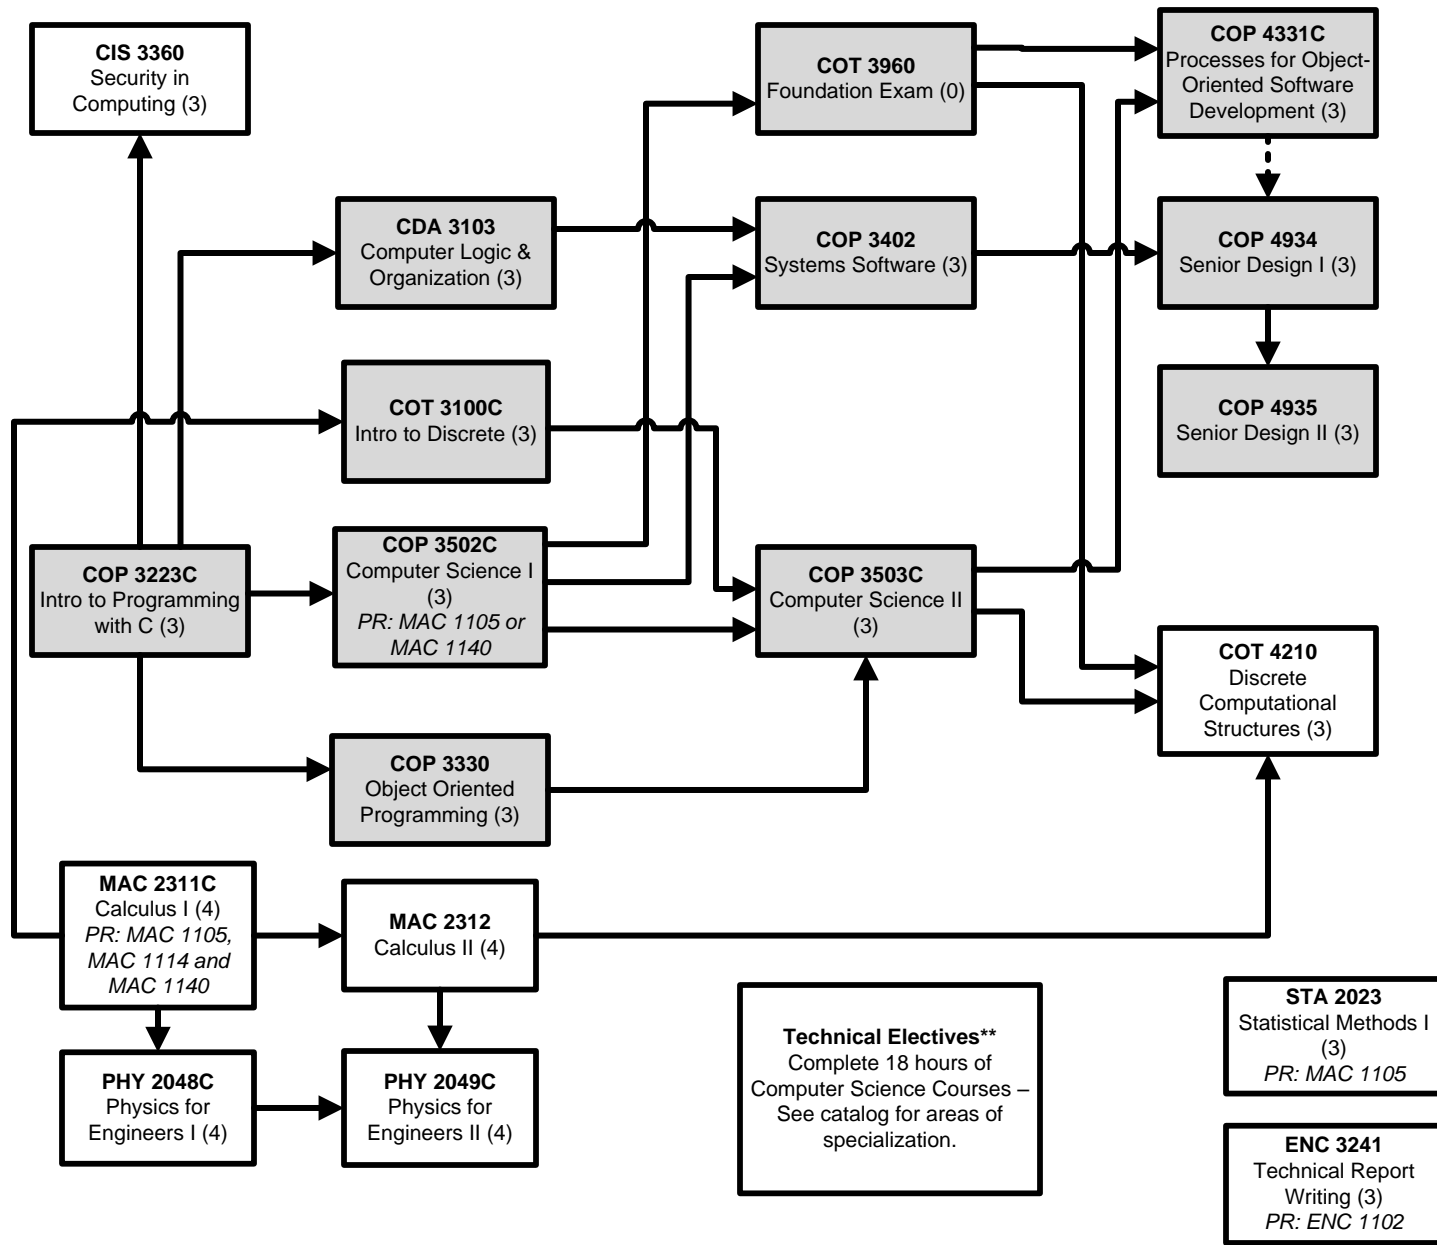 CIS 3360
Security in
Computing (3)
COT 3960
Foundation Exam (0)
COP 4331C
Processes for Object-
Oriented Software
Development (3)
CDA 3103
Computer Logic &
Organization (3)
COP 3402
Systems Software (3)
COP 4934
Senior Design I (3)
COT 3100C
Intro to Discrete (3)
COP 4935
Senior Design II (3)
COP 3223C
Intro to Programming
with C (3)
COP 3502C
Computer Science I
(3)
PR: MAC 1105 or
MAC 1140
COP 3503C
Computer Science II
(3)
COT 4210
Discrete
Computational
Structures (3)
COP 3330
Object Oriented
Programming (3)
MAC 2311C
Calculus I (4)
PR: MAC 1105,
MAC 1114 and
MAC 1140
MAC 2312
Calculus II (4)
PHY 2048C
Physics for
Engineers I (4)
PHY 2049C
Physics for
Engineers II (4)
Technical Electives**
Complete 18 hours of
Computer Science Courses –
See catalog for areas of
specialization.
STA 2023
Statistical Methods I
(3)
PR: MAC 1105
ENC 3241
Technical Report
Writing (3)
PR: ENC 1102